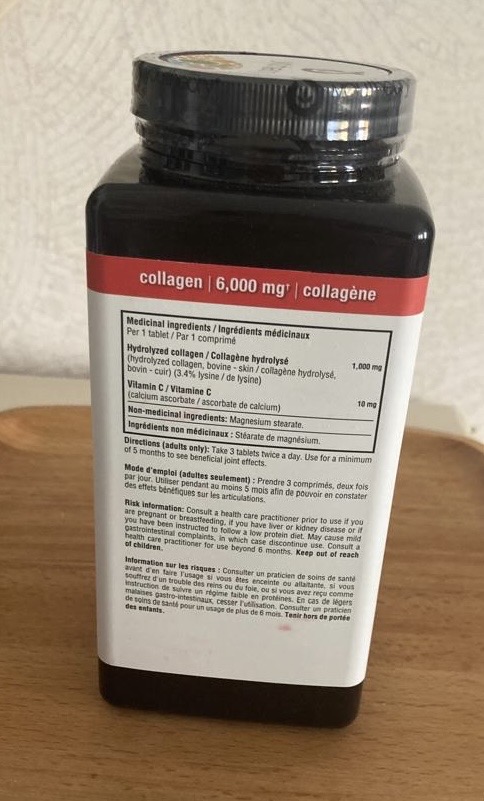 collagen | 6,000 mg† | collagène
Medicinal ingredients / Ingrédients médicinaux
Per 1 tablet / Par 1 comprimé
Hydrolyzed collagen / Collagène hydrolysé 1,000 mg
(hydrolyzed collagen, bovine - skin / collagène hydrolysé,
bovin - cuir) (3.4% lysine / de lysine)
Vitamin C / Vitamine C 10 mg
(calcium ascorbate / ascorbate de calcium)
Non-medicinal ingredients: Magnesium stearate.
Ingrédients non médicinaux : Stéarate de magnésium.
Directions (adults only): Take 3 tablets twice a day. Use for a minimum
of 5 months to see beneficial joint effects.
Mode d'emploi (adultes seulement) : Prendre 3 comprimés, deux fois
par jour. Utiliser pendant au moins 5 mois afin de pouvoir en constater
des effets bénéfiques sur les articulations.
Risk information: Consult a health care practitioner prior to use if you
are pregnant or breastfeeding, if you have liver or kidney disease or if
you have been instructed to follow a low protein diet. May cause mild
gastrointestinal complaints, in which case discontinue use. Consult a
health care practitioner for use beyond 6 months. Keep out of reach
of children.
Information sur les risques : Consulter un praticien de soins de santé
avant d'en faire l'usage si vous êtes enceinte ou allaitante, si vous
souffrez d'un trouble des reins ou du foie, ou si vous avez reçu comme
instruction de suivre un régime faible en protéines. En cas de légers
malaises gastro-intestinaux, cesser l'utilisation. Consulter un praticien
de soins de santé pour un usage de plus de 6 mois. Tenir hors de portée
des enfants.